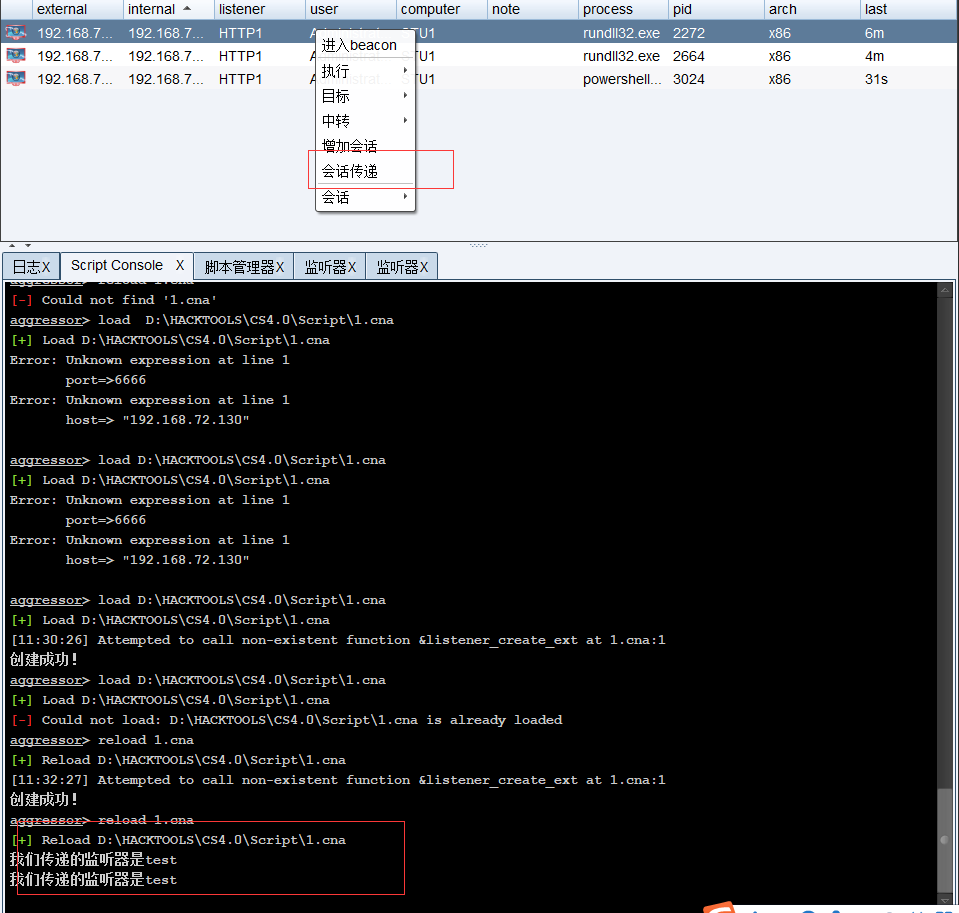 external internal listener user computer note process pid arch last
192.168.7... 192.168.7... HTTP1 STU1 rundll32.exe 2272 x86 6m
192.168.7... 192.168.7... HTTP1 STU1 rundll32.exe 2664 x86 4m
192.168.7... 192.168.7... HTTP1 STU1 powershell... 3024 x86 31s
进入beacon
执行
目标
中转
增加会话
会话传递
会话
日志X Script Console X 脚本管理器X 监听器X 监听器X
aggressor> reload 1.cna
[-] Could not find '1.cna'
aggressor> load  D:\HACKTOOLS\CS4.0\Script\1.cna
[+] Load D:\HACKTOOLS\CS4.0\Script\1.cna
Error: Unknown expression at line 1
port=>6666
Error: Unknown expression at line 1
host=> "192.168.72.130"
aggressor> load D:\HACKTOOLS\CS4.0\Script\1.cna
[+] Load D:\HACKTOOLS\CS4.0\Script\1.cna
Error: Unknown expression at line 1
port=>6666
Error: Unknown expression at line 1
host=> "192.168.72.130"
aggressor> load D:\HACKTOOLS\CS4.0\Script\1.cna
[+] Load D:\HACKTOOLS\CS4.0\Script\1.cna
[11:30:26] Attempted to call non-existent function &listener_create_ext at 1.cna:1
创建成功!
aggressor> load D:\HACKTOOLS\CS4.0\Script\1.cna
[+] Load D:\HACKTOOLS\CS4.0\Script\1.cna
[-] Could not load: D:\HACKTOOLS\CS4.0\Script\1.cna is already loaded
aggressor> reload 1.cna
[+] Reload D:\HACKTOOLS\CS4.0\Script\1.cna
[11:32:27] Attempted to call non-existent function &listener_create_ext at 1.cna:1
创建成功!
aggressor> reload 1.cna
[+] Reload D:\HACKTOOLS\CS4.0\Script\1.cna
我们传递的监听器是test
我们传递的监听器是test